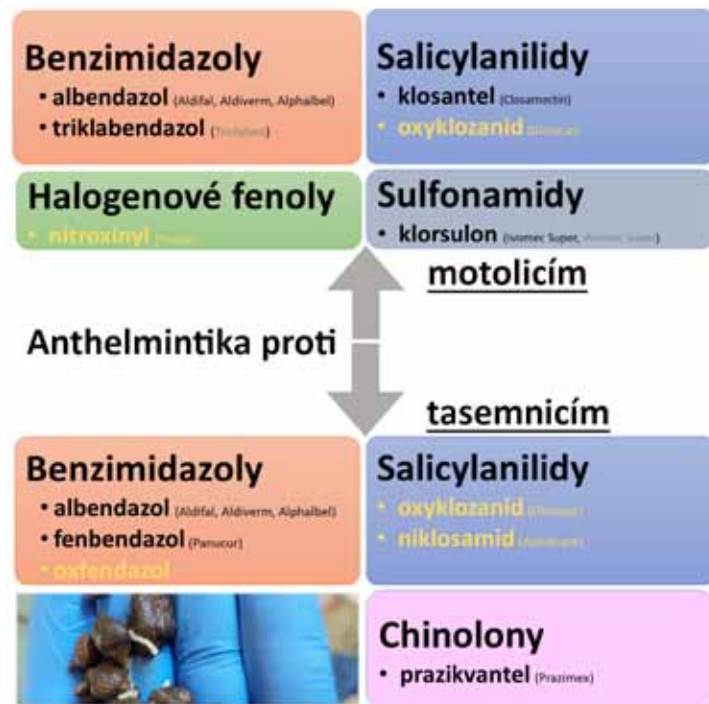 Benzimidazoly
• albendazol (Aldifal, Aldiverm, Alphalbel)
• triklabendazol
Salicylanilidy
• klosantel (Closamectin)
• oxyklozanid
Halogenové fenoly
• nitroxinyl
Sulfonamidy
• klorsulon (Ivomec Super,
motolicím
Anthelmintika proti
tasemnicím
Benzimidazoly
• albendazol (Aldifal, Aldiverm, Alphalbel)
• fenbendazol (Panucur)
• oxfendazol
Salicylanilidy
• oxyklozanid
• niklosamid
Chinolony
• prazikvantel (Prazimex)